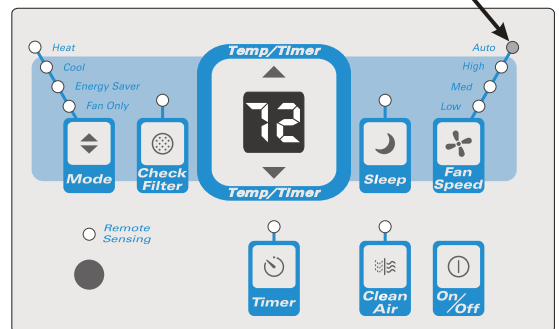 Temp/Timer
Heat
Cool
Energy Saver
Fan Only
Auto
High
Med
Low
72
Mode
Check
Filter
Temp/Timer
Sleep
Fan
Speed
Remote
Sensing
Timer
Clean
Air
On/Off